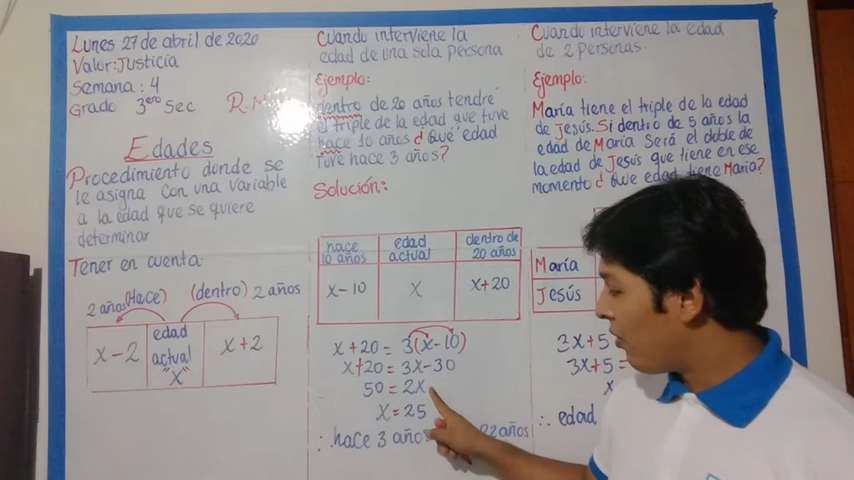 Lunes 27 de abril de 2020
Valor: Justicia
Semana: 4
Grado 3ero Sec
R.M
Edades
Procedimiento donde se
le asigna con una variable
a la edad que se quiere
determinar
Tener en cuenta:
2 años (Hace) (dentro) 2 años
x-2
edad
actual
"x"
x+2
Cuando interviene la
edad de una sola persona
Ejemplo:
dentro de 20 años tendré
el triple de la edad que tuve
hace 10 años ¿Qué edad
tuve hace 3 años?
Solución:
hace
10 años
edad
actual
dentro de
20 años
x-10 x x+20
x+20 = 3(x-10)
x+20 = 3x-30
50 = 2x
x = 25
∴ hace 3 años 22 años
Cuando interviene la edad
de 2 personas.
Ejemplo:
María tiene el triple de la edad
de Jesús. Si dentro de 5 años la
edad de María Será el doble de
la edad de Jesús que tiene en ese
momento ¿Que edad tiene Maria?
María
Jesús
3x+5
3x+5 =
x
∴ edad